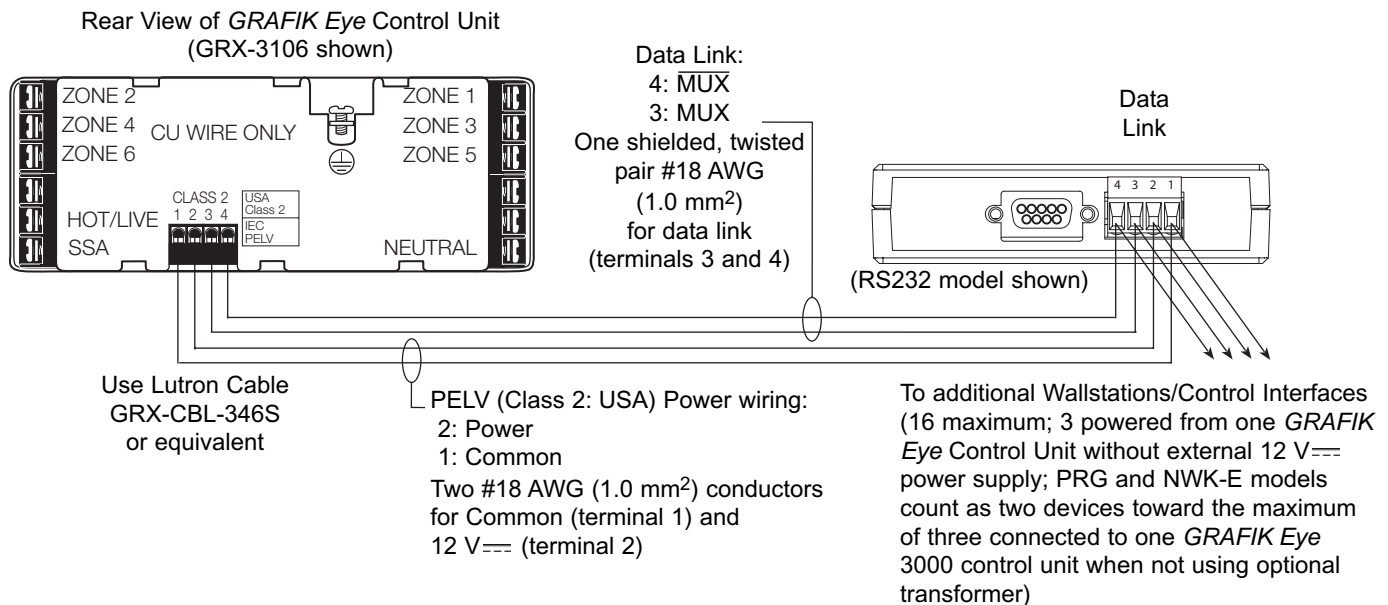 Rear View of GRAFIK Eye Control Unit
(GRX-3106 shown)
ZONE 2
ZONE 4
ZONE 6
CU WIRE ONLY
ZONE 1
ZONE 3
ZONE 5
HOT/LIVE
SSA
CLASS 2
1 2 3 4
USA
Class 2
IEC
PELV
NEUTRAL
Data Link:
4: M̅U̅X̅
3: MUX
One shielded, twisted
pair #18 AWG
(1.0 mm²)
for data link
(terminals 3 and 4)
Data
Link
4 3 2 1
(RS232 model shown)
Use Lutron Cable
GRX-CBL-346S
or equivalent
PELV (Class 2: USA) Power wiring:
2: Power
1: Common
Two #18 AWG (1.0 mm²) conductors
for Common (terminal 1) and
12 V⎓ (terminal 2)
To additional Wallstations/Control Interfaces
(16 maximum; 3 powered from one GRAFIK
Eye Control Unit without external 12 V⎓
power supply; PRG and NWK-E models
count as two devices toward the maximum
of three connected to one GRAFIK Eye
3000 control unit when not using optional
transformer)